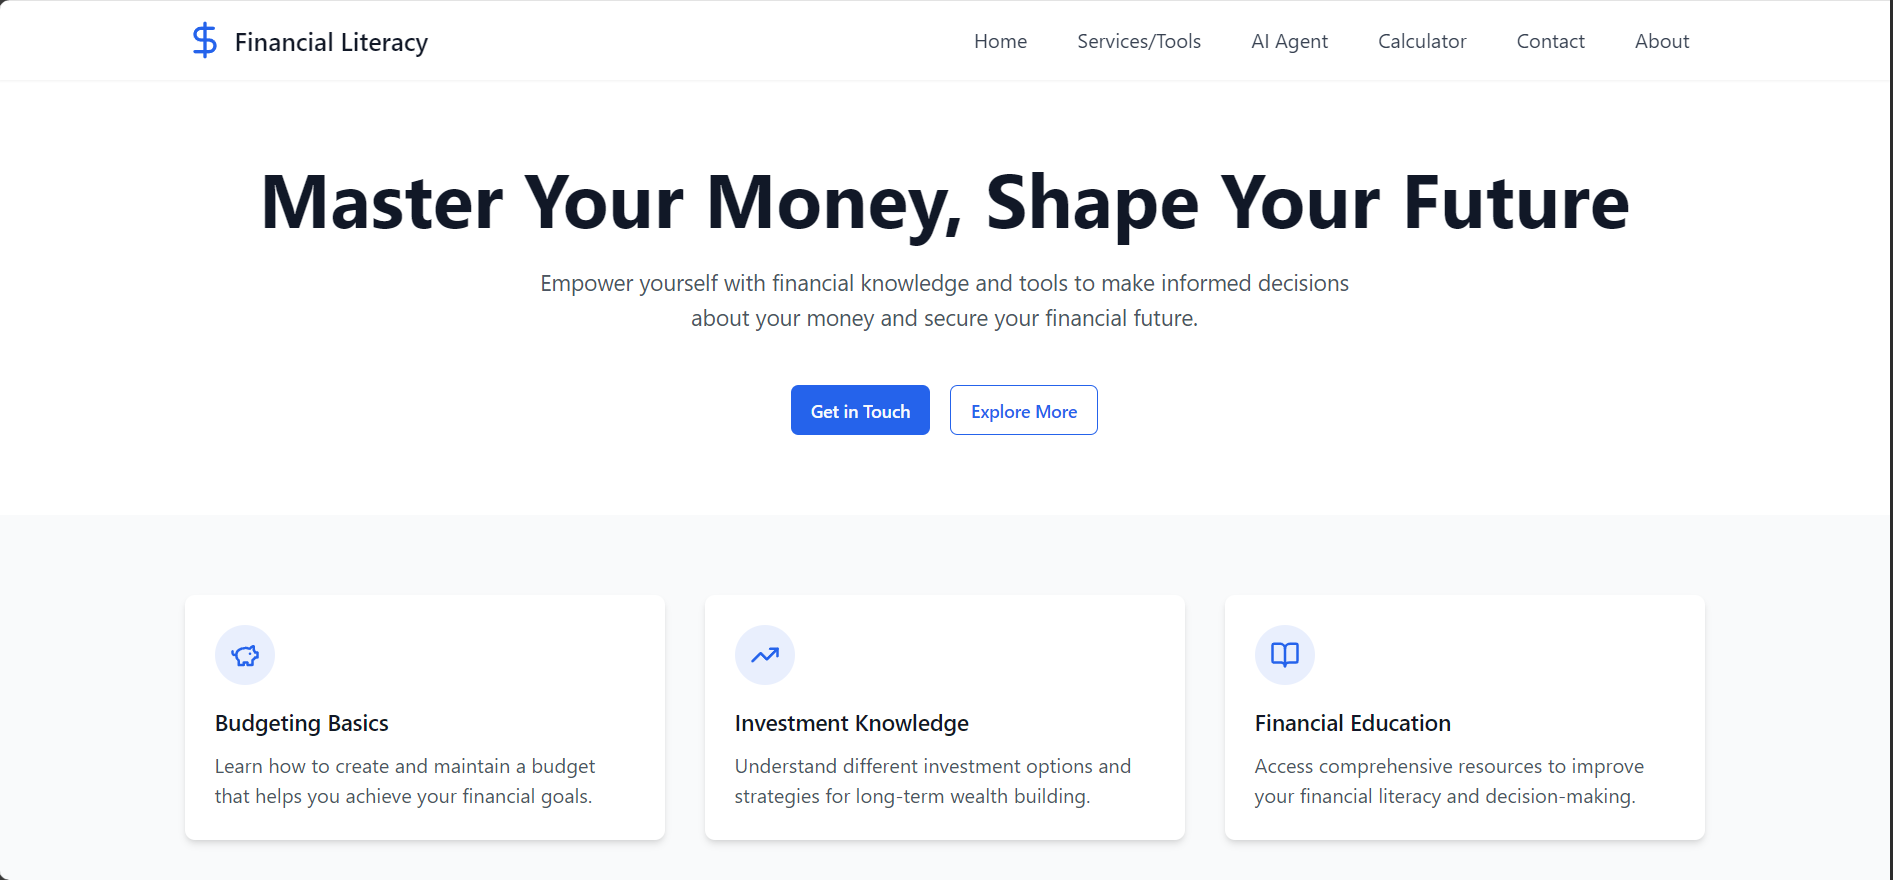 Financial Literacy
Home
Services/Tools
AI Agent
Calculator
Contact
About
Master Your Money, Shape Your Future
Empower yourself with financial knowledge and tools to make informed decisions
about your money and secure your financial future.
Get in Touch
Explore More
Budgeting Basics
Learn how to create and maintain a budget
that helps you achieve your financial goals.
Investment Knowledge
Understand different investment options and
strategies for long-term wealth building.
Financial Education
Access comprehensive resources to improve
your financial literacy and decision-making.